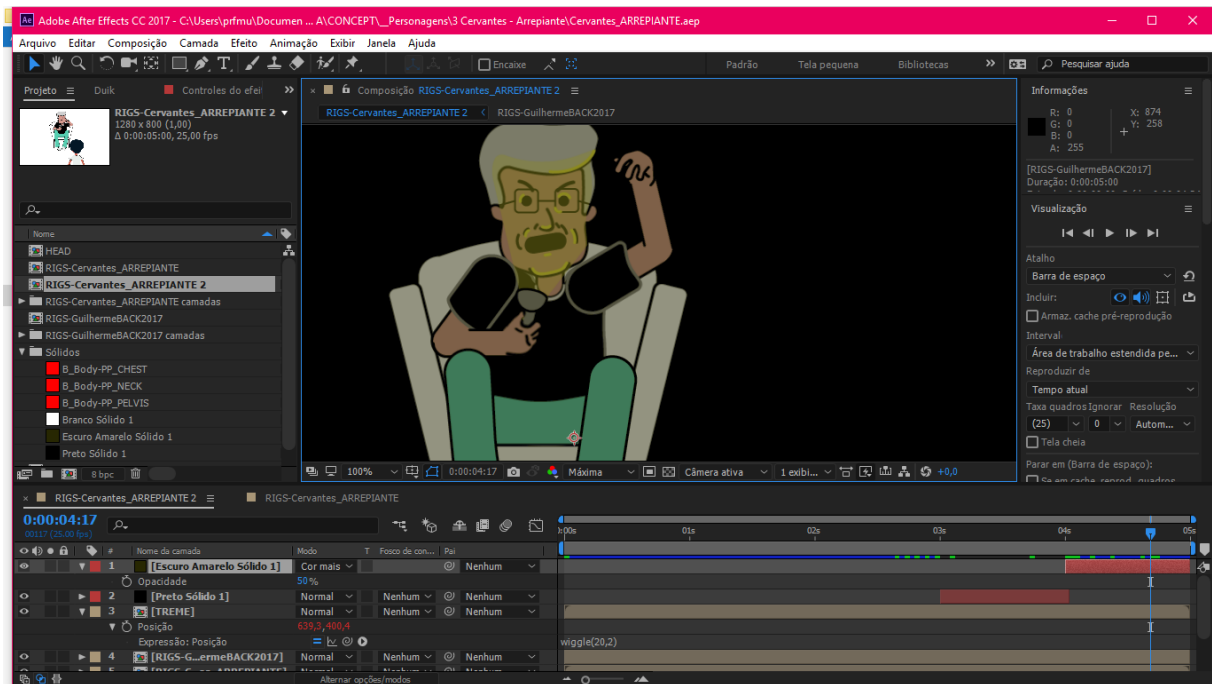 Adobe After Effects CC 2017 - C:\Users\prfmu\Documen ... A\CONCEPT\__Personagens\3 Cervantes - Arrepiante\Cervantes_ARREPIANTE.aep
Arquivo Editar Composição Camada Efeito Animação Exibir Janela Ajuda
Encaixe Padrão Tela pequena Bibliotecas Pesquisar ajuda
Projeto Duik Controles do efei
Composição RIGS-Cervantes_ARREPIANTE 2
Informações
RIGS-Cervantes_ARREPIANTE 2 RIGS-GuilhermeBACK2017
RIGS-Cervantes_ARREPIANTE 2
1280 x 800 (1,00)
Δ 0:00:05:00, 25,00 fps
R: 0 X: 874
G: 0 Y: 258
B: 0
A: 255
[RIGS-GuilhermeBACK2017]
Duração: 0:00:05:00
Visualização
Atalho
Barra de espaço
Incluir:
Armaz. cache pré-reprodução
Interval
Área de trabalho estendida pe...
Reproduzir de
Tempo atual
Taxa quadros Ignorar Resolução
(25) 0 Autom...
Tela cheia
Parar em (Barra de espaço):
Se em cache, reprod. quadros
Nome
HEAD
RIGS-Cervantes_ARREPIANTE
RIGS-Cervantes_ARREPIANTE 2
RIGS-Cervantes_ARREPIANTE camadas
RIGS-GuilhermeBACK2017
RIGS-GuilhermeBACK2017 camadas
Sólidos
B_Body-PP_CHEST
B_Body-PP_NECK
B_Body-PP_PELVIS
Branco Sólido 1
Escuro Amarelo Sólido 1
Preto Sólido 1
8 bpc
100% 0:00:04:17 Máxima Câmera ativa 1 exibi... +0,0
RIGS-Cervantes_ARREPIANTE 2 RIGS-Cervantes_ARREPIANTE
0:00:04:17
00117 (25.00 fps)
):00s 01s 02s 03s 04s 05s
# Nome da camada Modo T Fosco de con... Pai
1 [Escuro Amarelo Sólido 1] Cor mais Nenhum
Opacidade 50%
2 [Preto Sólido 1] Normal Nenhum Nenhum
3 [TREME] Normal Nenhum Nenhum
Posição 639,3,400,4
Expressão: Posição wiggle(20,2)
4 [RIGS-G...ermeBACK2017] Normal Nenhum Nenhum
Alternar opções/modos